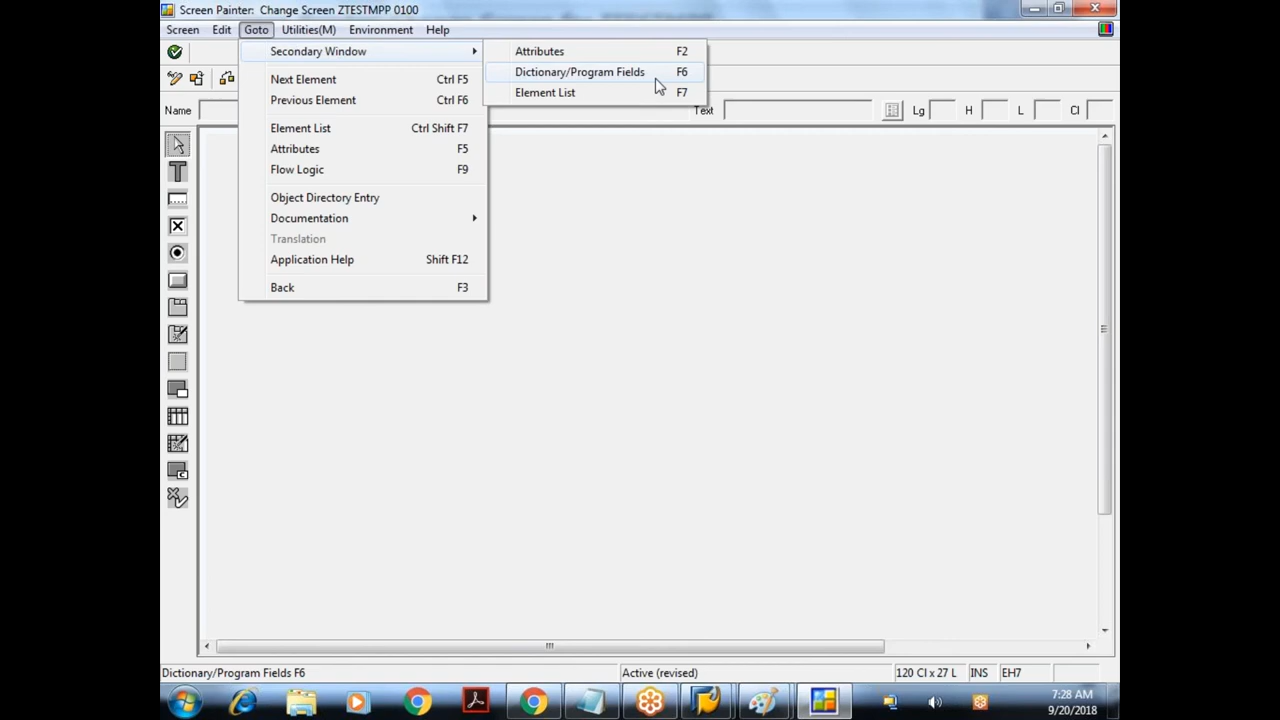 Screen Painter: Change Screen ZTESTMPP 0100
Screen Edit Goto Utilities(M) Environment Help
Secondary Window
Attributes F2
Dictionary/Program Fields F6
Element List F7
Next Element Ctrl F5
Previous Element Ctrl F6
Name Text Lg H L Cl
Element List Ctrl Shift F7
Attributes F5
Flow Logic F9
Object Directory Entry
Documentation
Translation
Application Help Shift F12
Back F3
Dictionary/Program Fields F6 Active (revised) 120 Cl x 27 L INS EH7
7:28 AM
9/20/2018